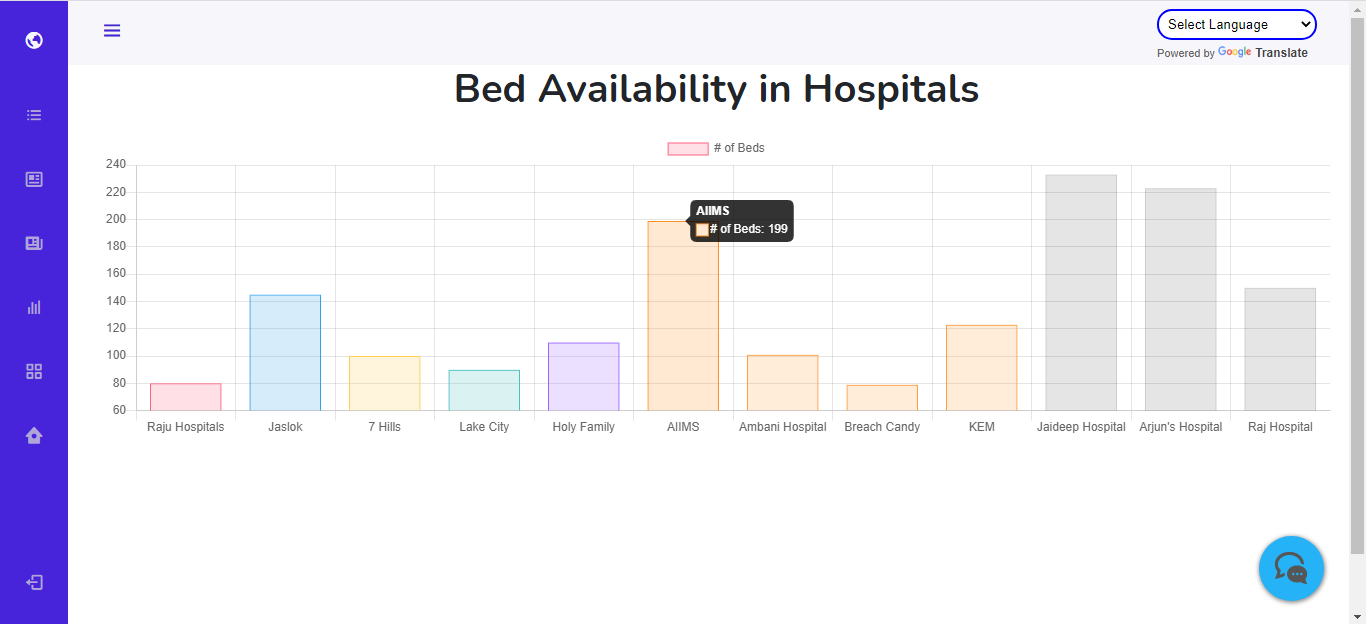 Select Language
Powered by Google Translate
Bed Availability in Hospitals
# of Beds
240
220
200
180
160
140
120
100
80
60
AIIMS
# of Beds: 199
Raju Hospitals Jaslok 7 Hills Lake City Holy Family AIIMS Ambani Hospital Breach Candy KEM Jaideep Hospital Arjun's Hospital Raj Hospital